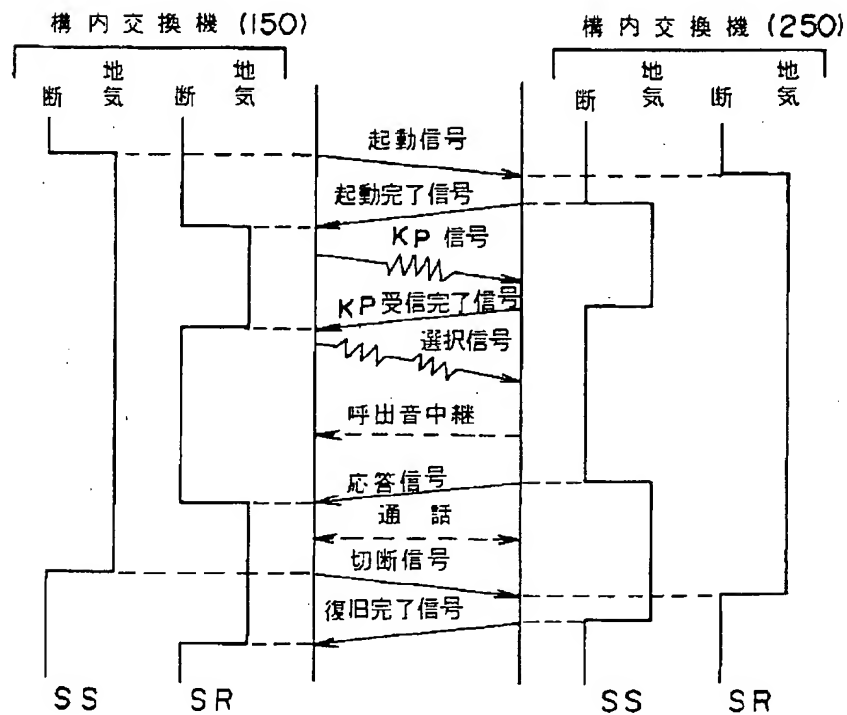 構内交換機(150)
構内交換機(250)
断 地気 断 地気
断 地気 断 地気
起動信号
起動完了信号
KP信号
KP受信完了信号
選択信号
呼出音中継
応答信号
通話
切断信号
復旧完了信号
SS SR
SS SR